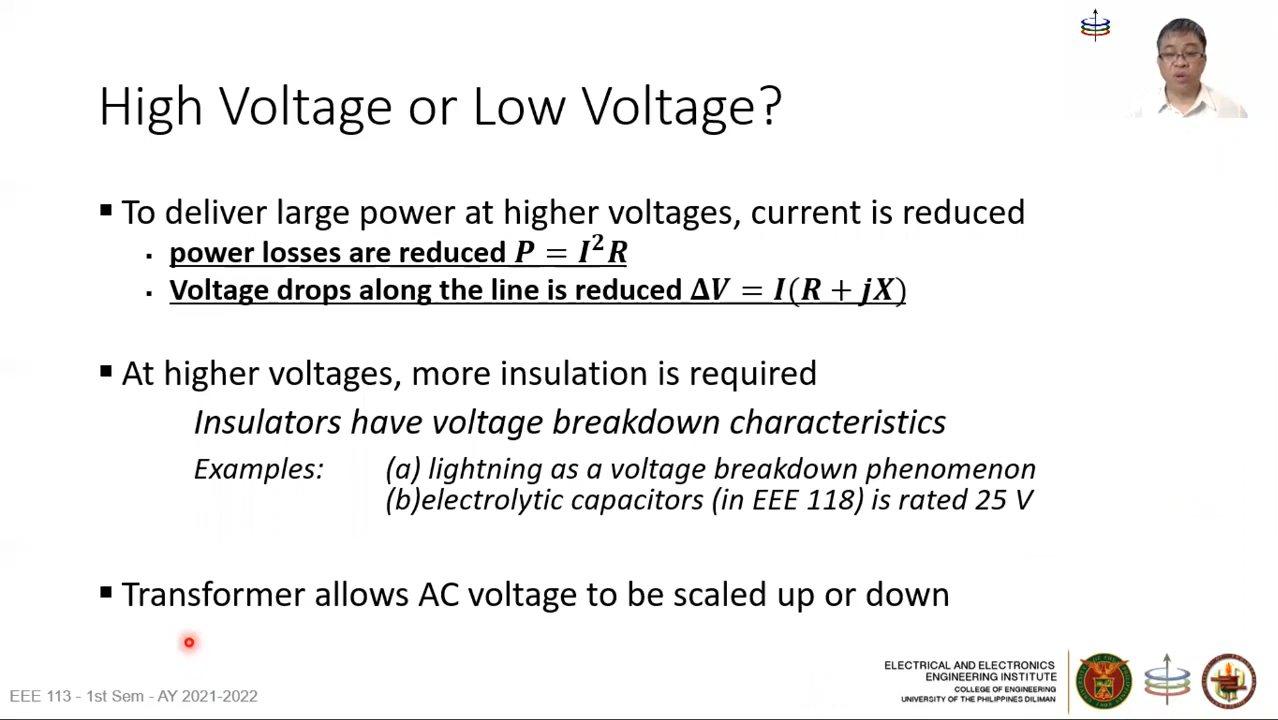 High Voltage or Low Voltage?
▪ To deliver large power at higher voltages, current is reduced
▪ power losses are reduced P = I²R
▪ Voltage drops along the line is reduced ΔV = I(R + jX)
▪ At higher voltages, more insulation is required
Insulators have voltage breakdown characteristics
Examples: (a) lightning as a voltage breakdown phenomenon
(b)electrolytic capacitors (in EEE 118) is rated 25 V
▪ Transformer allows AC voltage to be scaled up or down
ELECTRICAL AND ELECTRONICS
ENGINEERING INSTITUTE
COLLEGE OF ENGINEERING
UNIVERSITY OF THE PHILIPPINES DILIMAN
EEE 113 - 1st Sem - AY 2021-2022